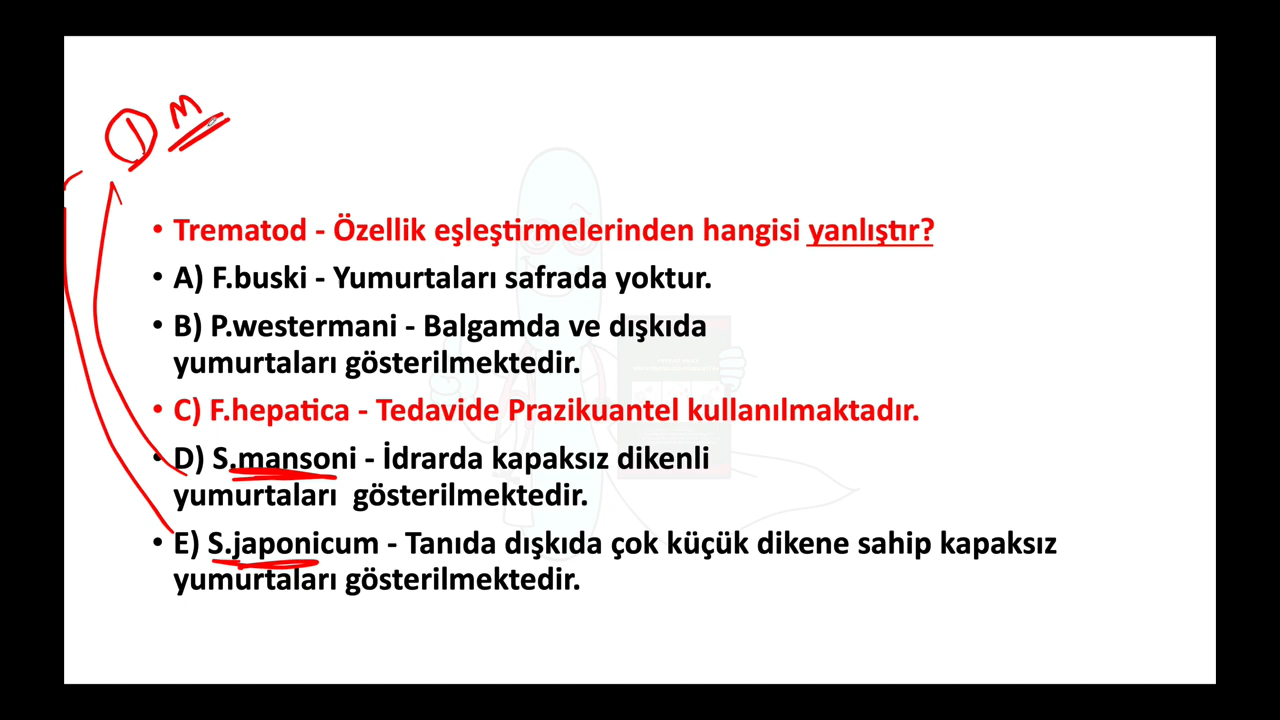 M
• Trematod - Özellik eşleştirmelerinden hangisi yanlıştır?
• A) F.buski - Yumurtaları safrada yoktur.
• B) P.westermani - Balgamda ve dışkıda
yumurtaları gösterilmektedir.
• C) F.hepatica - Tedavide Prazikuantel kullanılmaktadır.
• D) S.mansoni - İdrarda kapaksız dikenli
yumurtaları gösterilmektedir.
• E) S.japonicum - Tanıda dışkıda çok küçük dikene sahip kapaksız
yumurtaları gösterilmektedir.